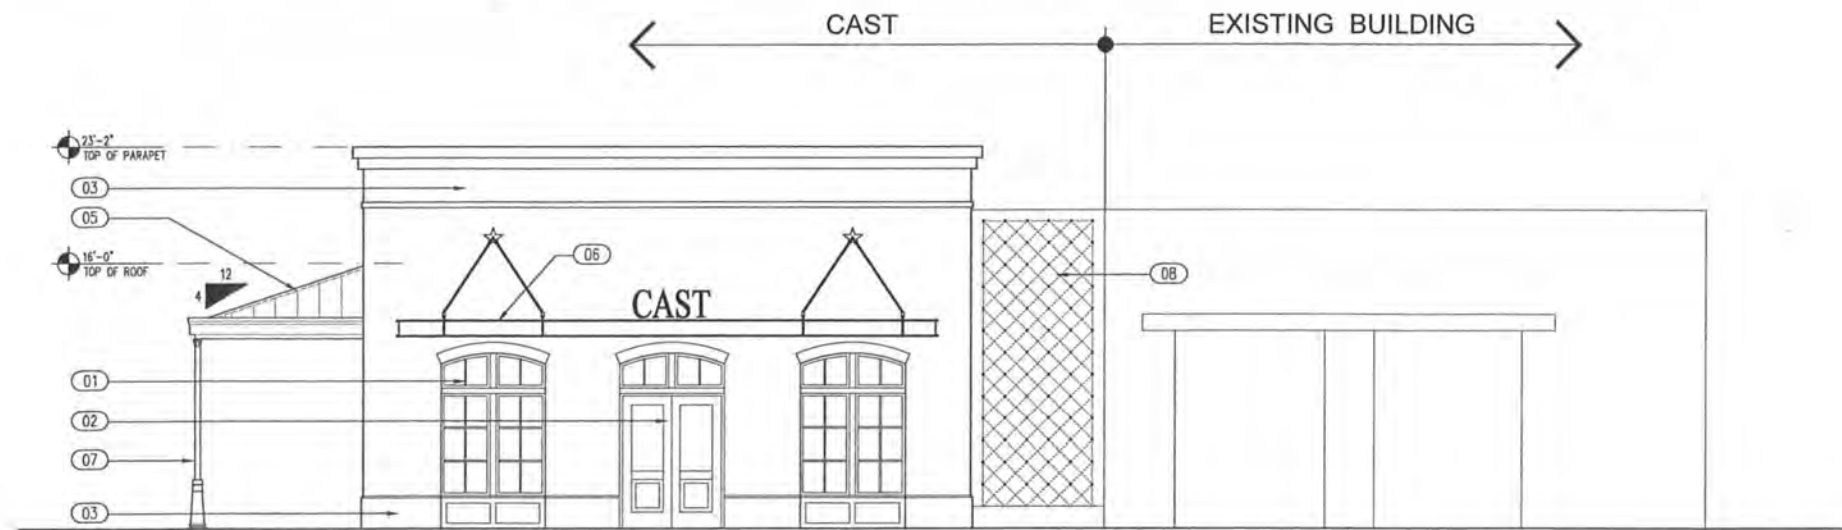 CAST
EXISTING BUILDING
23'-2"
TOP OF PARAPET
03
05
16'-0"
TOP OF ROOF
12
4
06
CAST
08
01
02
07
03